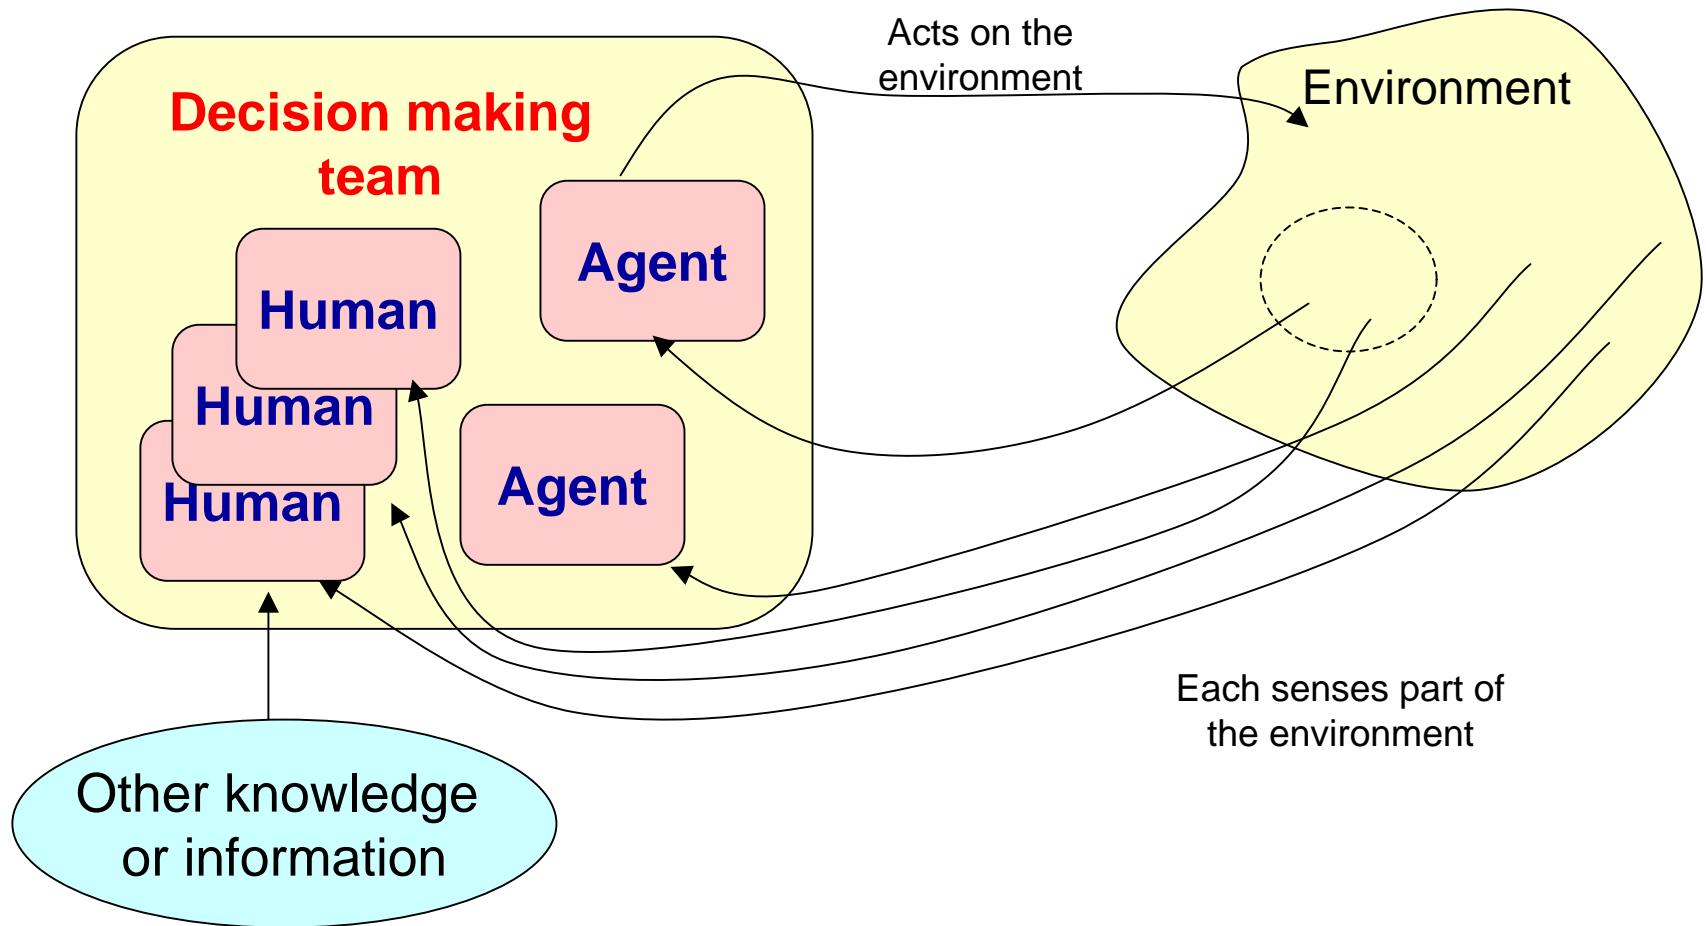 Acts on the
environment
Environment
Decision making
team
Agent
Human
Human
Agent
Human
Each senses part of
the environment
Other knowledge
or information